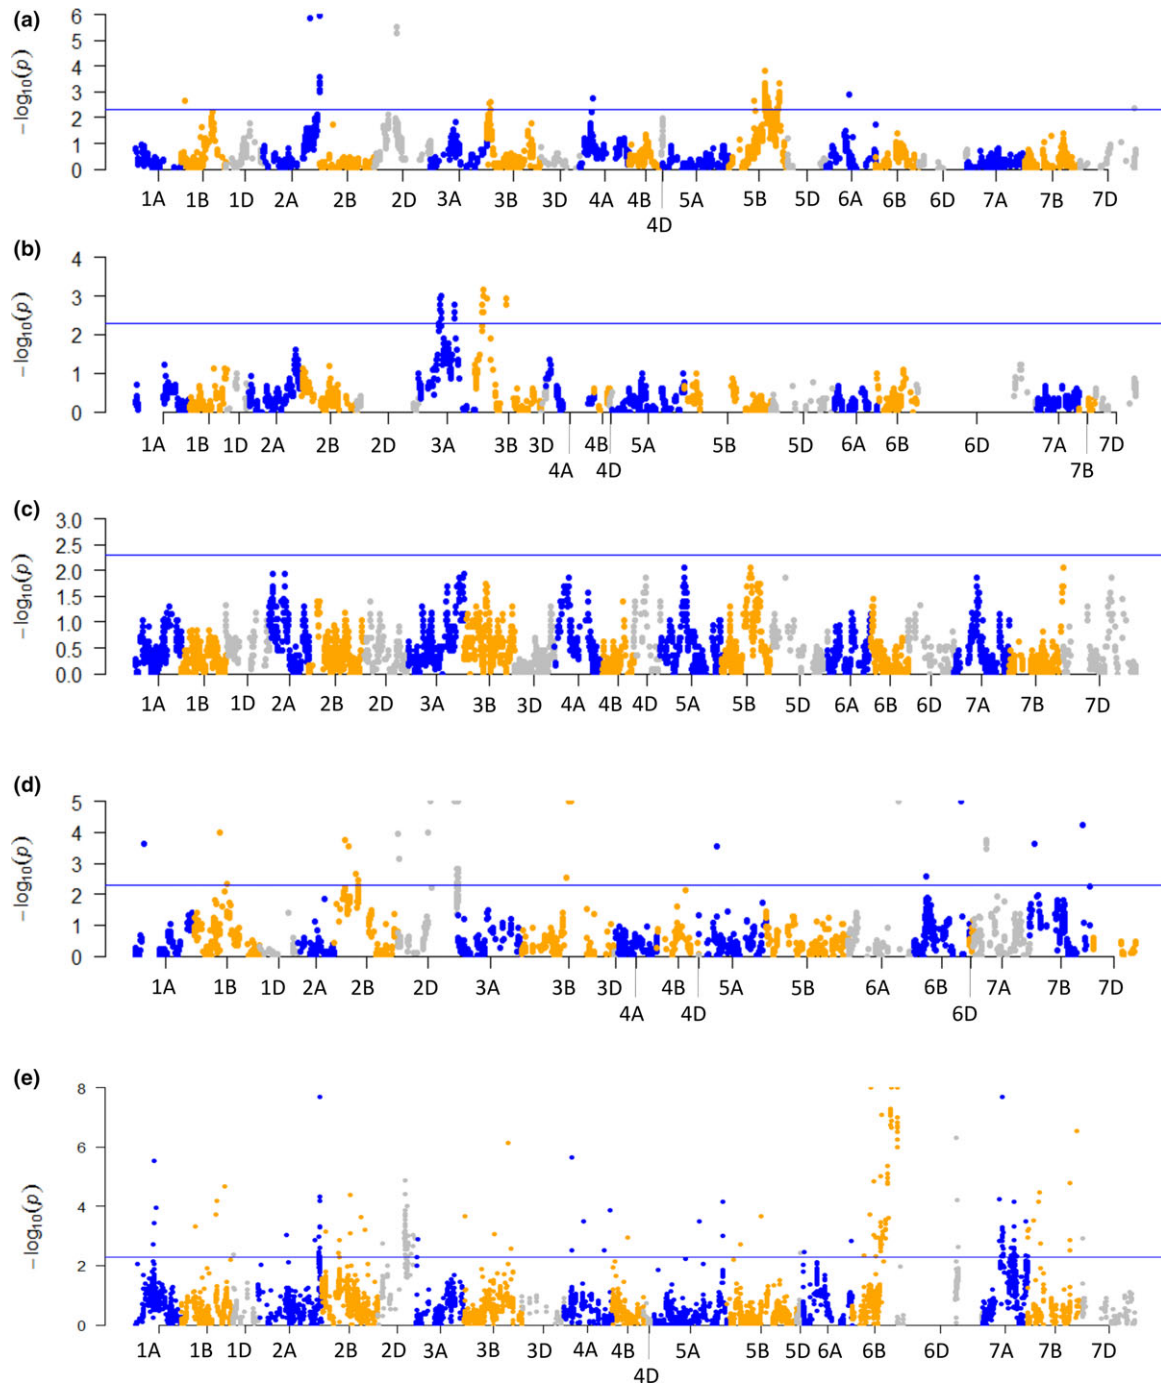 (a)
6
5
4
3
2
1
0
−log10(p)
1A 1B 1D 2A 2B 2D 3A 3B 3D 4A 4B 5A 5B 5D 6A 6B 6D 7A 7B 7D
4D
(b)
4
3
2
1
0
−log10(p)
1A 1B 1D 2A 2B 2D 3A 3B 3D 4B 5A 5B 5D 6A 6B 6D 7A 7D
4A 4D 7B
(c)
3.0
2.5
2.0
1.5
1.0
0.5
0.0
−log10(p)
1A 1B 1D 2A 2B 2D 3A 3B 3D 4A 4B 4D 5A 5B 5D 6A 6B 6D 7A 7B 7D
(d)
5
4
3
2
1
0
−log10(p)
1A 1B 1D 2A 2B 2D 3A 3B 3D 4B 5A 5B 6A 6B 7A 7B 7D
4A 4D 6D
(e)
8
6
4
2
0
−log10(p)
1A 1B 1D 2A 2B 2D 3A 3B 3D 4A 4B 5A 5B 5D 6A 6B 6D 7A 7B 7D
4D